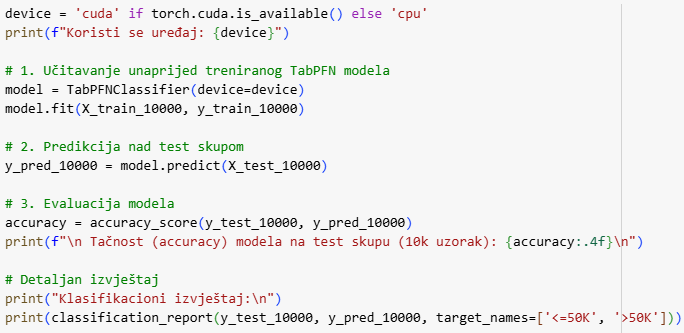 device = 'cuda' if torch.cuda.is_available() else 'cpu'
print(f"Koristi se uređaj: {device}")
# 1. Učitavanje unaprijed treniranog TabPFN modela
model = TabPFNClassifier(device=device)
model.fit(X_train_10000, y_train_10000)
# 2. Predikcija nad test skupom
y_pred_10000 = model.predict(X_test_10000)
# 3. Evaluacija modela
accuracy = accuracy_score(y_test_10000, y_pred_10000)
print(f"\n Tačnost (accuracy) modela na test skupu (10k uzorak): {accuracy:.4f}\n")
# Detaljan izvještaj
print("Klasifikacioni izvještaj:\n")
print(classification_report(y_test_10000, y_pred_10000, target_names=['<=50K', '>50K']))